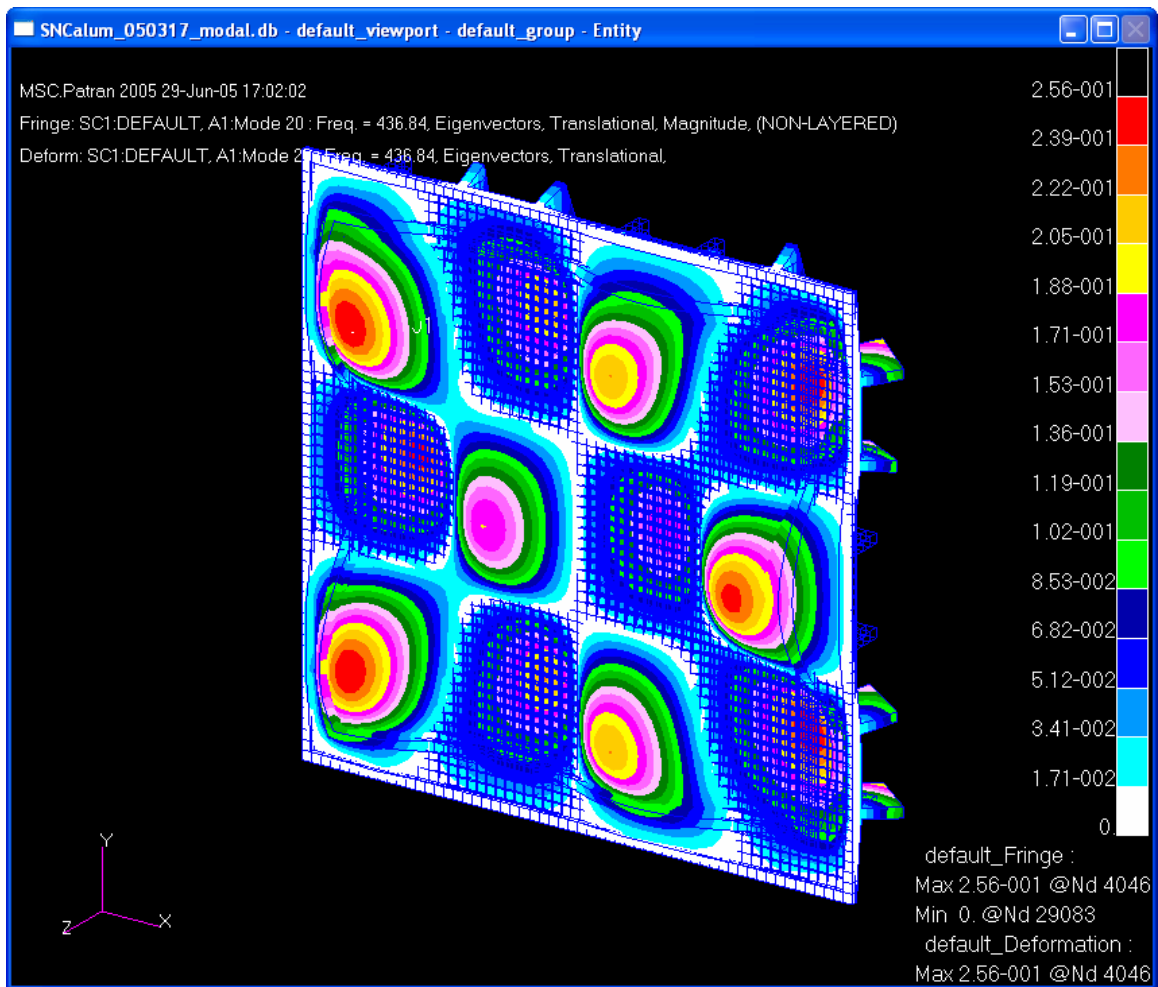 SNCalum_050317_modal.db - default_viewport - default_group - Entity
MSC.Patran 2005 29-Jun-05 17:02:02
Fringe: SC1:DEFAULT, A1:Mode 20 : Freq. = 436.84, Eigenvectors, Translational, Magnitude, (NON-LAYERED)
Deform: SC1:DEFAULT, A1:Mode 20 : Freq. = 436.84, Eigenvectors, Translational,
2.56-001
2.39-001
2.22-001
2.05-001
1.88-001
1.71-001
1.53-001
1.36-001
1.19-001
1.02-001
8.53-002
6.82-002
5.12-002
3.41-002
1.71-002
0.
Y
Z
X
default_Fringe :
Max 2.56-001 @Nd 4046
Min 0. @Nd 29083
default_Deformation :
Max 2.56-001 @Nd 4046